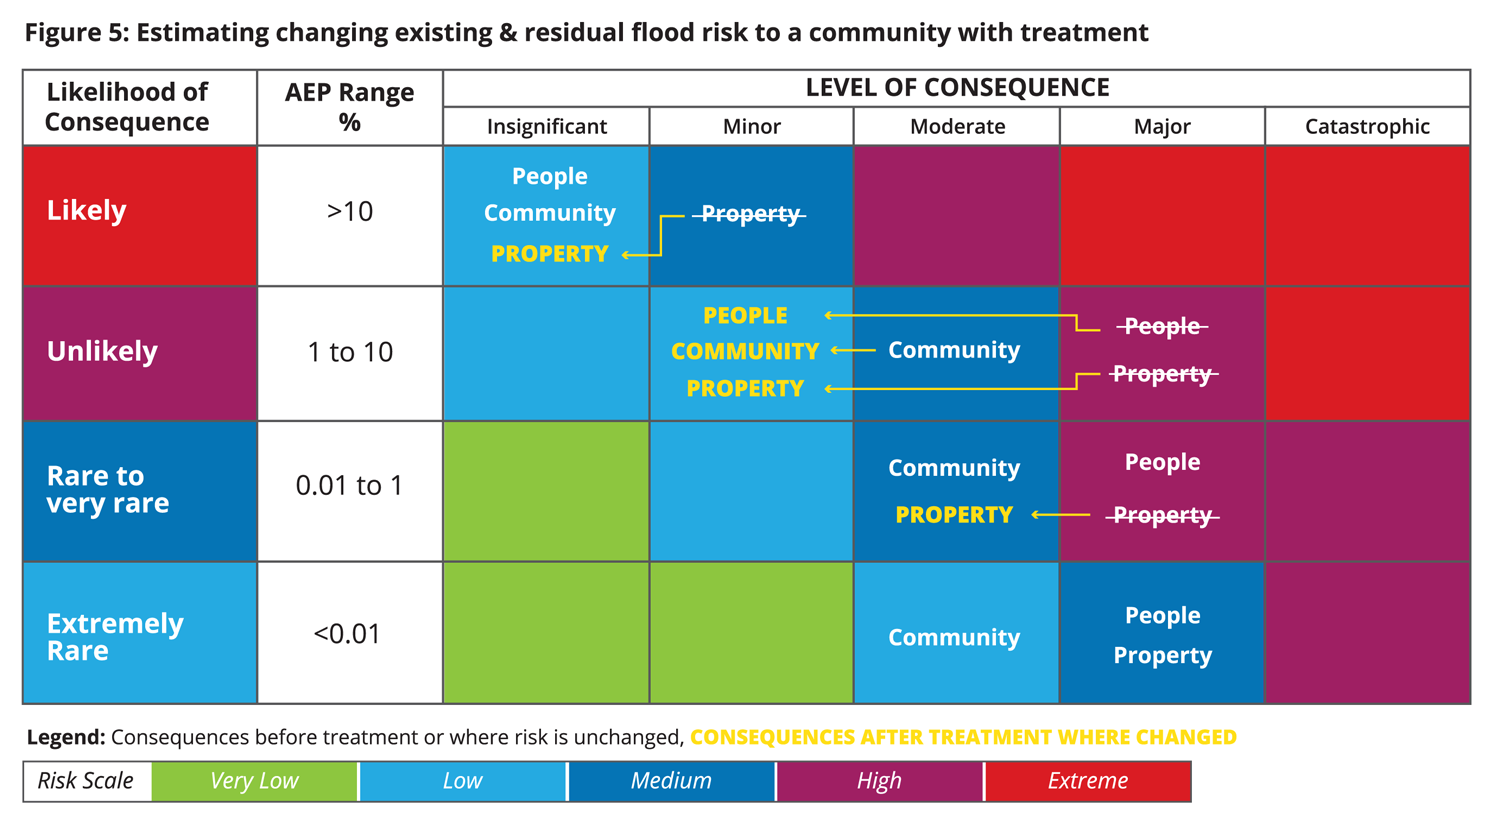 Figure 5: Estimating changing existing & residual flood risk to a community with treatment
Likelihood of
Consequence
AEP Range
%
LEVEL OF CONSEQUENCE
Insignificant
Minor
Moderate
Major
Catastrophic
Likely
>10
People
Community
PROPERTY
Property
Unlikely
1 to 10
PEOPLE
COMMUNITY
PROPERTY
Community
People
Property
Rare to
very rare
0.01 to 1
Community
PROPERTY
People
Property
Extremely
Rare
<0.01
Community
People
Property
Legend: Consequences before treatment or where risk is unchanged, CONSEQUENCES AFTER TREATMENT WHERE CHANGED
Risk Scale
Very Low
Low
Medium
High
Extreme